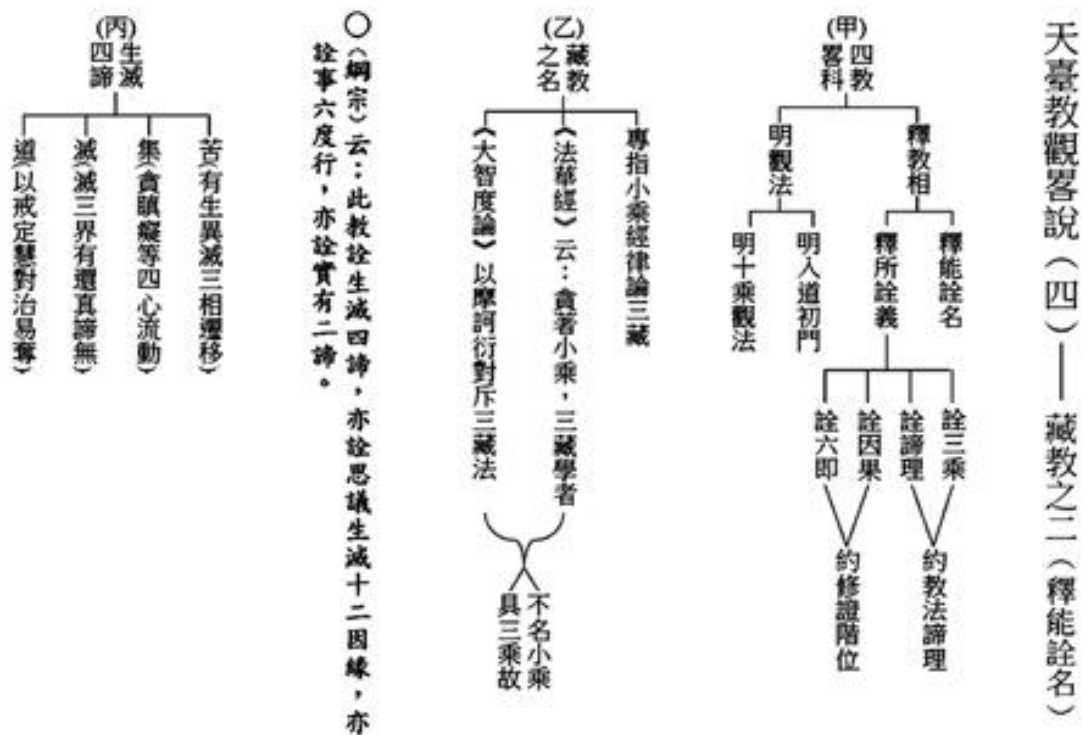 天臺教觀畧說（四）——藏教之二（釋能詮名）
(甲)
四教
畧科
釋教相
明觀法
釋能詮名
釋所詮義
明入道初門
明十乘觀法
詮三乘
詮諦理
詮因果
詮六即
約教法諦理
約修證階位
(乙)
藏教
之名
專指小乘經律論三藏
《法華經》云：貪著小乘，三藏學者
《大智度論》以摩訶衍對斥三藏法
不名小乘
具三乘故
○〈綱宗〉云：此教詮生滅四諦，亦詮思議生滅十二因緣，亦
詮事六度行，亦詮實有二諦。
(丙)
生滅
四諦
苦(有生異滅三相遷移)
集(貪瞋癡等四心流動)
滅(滅三界有還真諦無)
道(以戒定慧對治易奪)